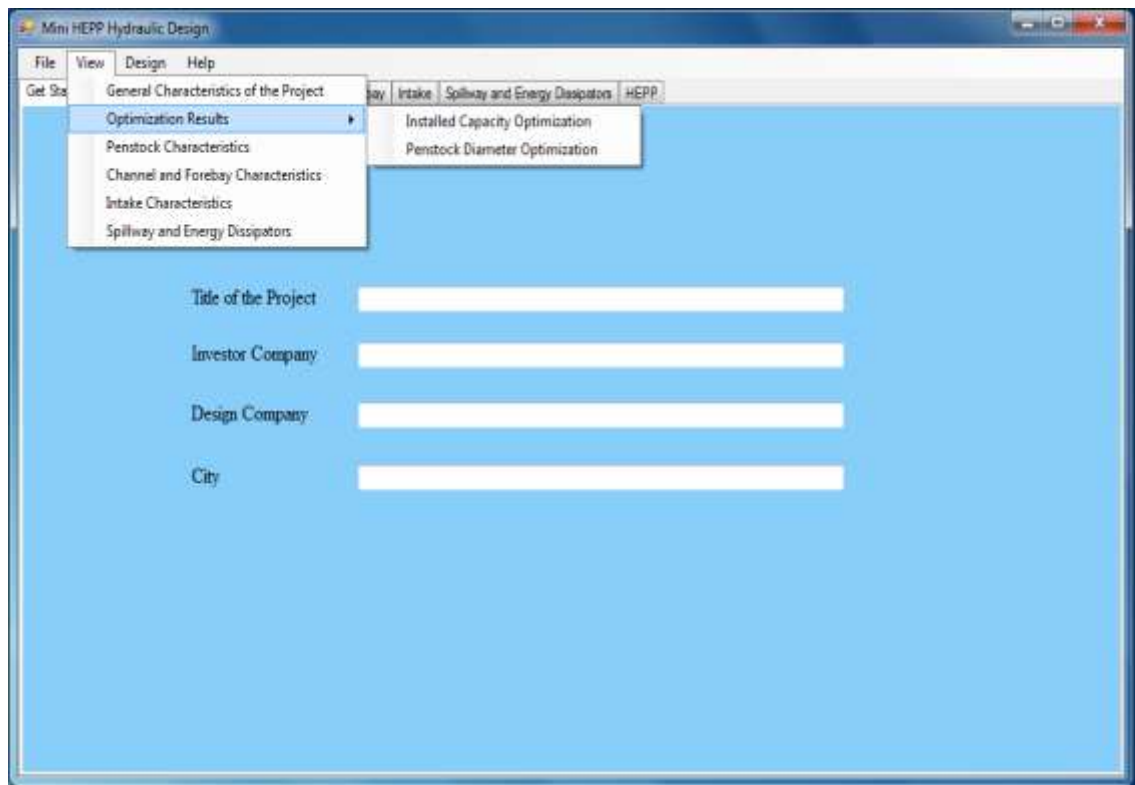 Mini HEPP Hydraulic Design
File View Design Help
Get Sta
General Characteristics of the Project
bay Intake Spillway and Energy Dissipators HEPP
Optimization Results
Installed Capacity Optimization
Penstock Characteristics
Penstock Diameter Optimization
Channel and Forebay Characteristics
Intake Characteristics
Spillway and Energy Dissipators
Title of the Project
Investor Company
Design Company
City